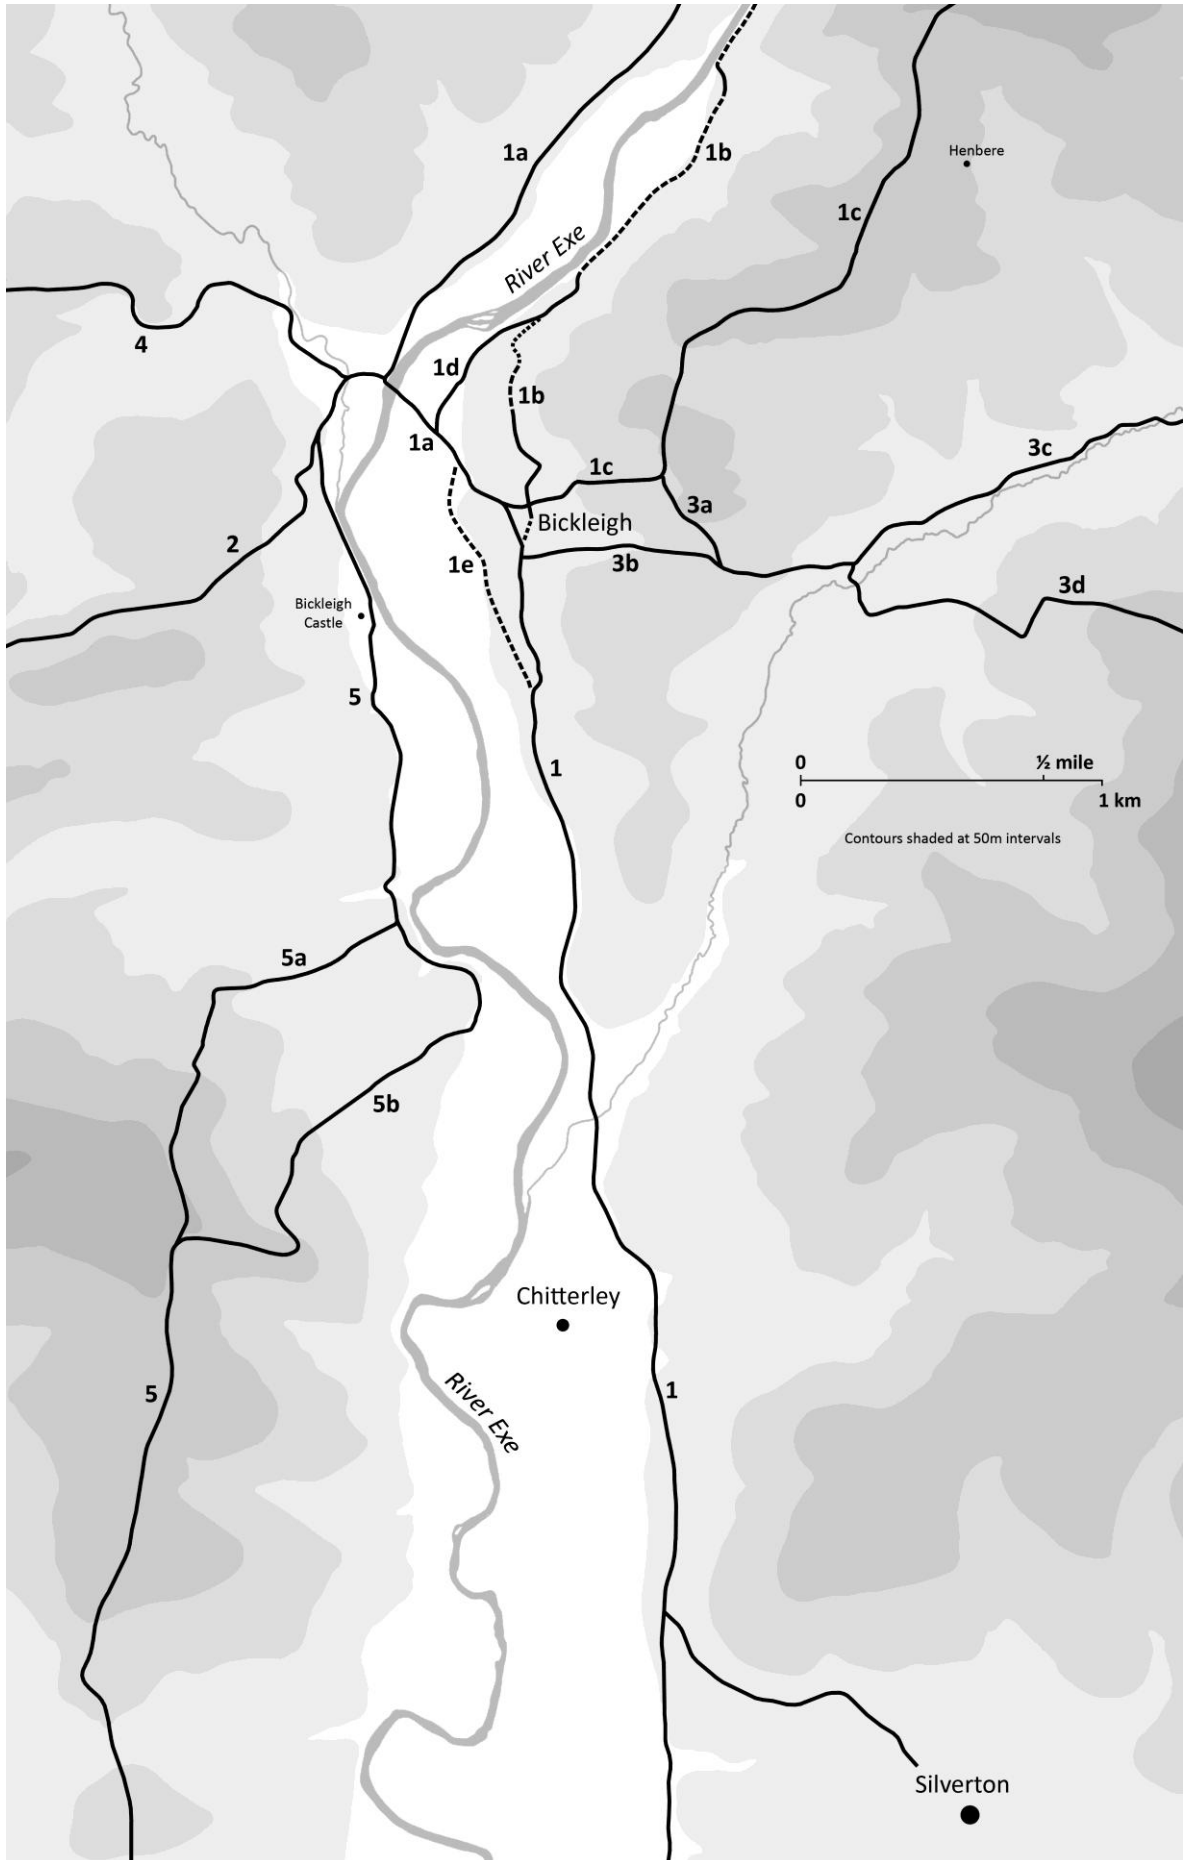 1a
1b
Henbere
1c
River Exe
4
1d
1b
1a
1c
3c
3a
Bickleigh
2
1e
3b
3d
Bickleigh
Castle
5
1
0
½ mile
0
1 km
Contours shaded at 50m intervals
5a
5b
Chitterley
5
River Exe
1
Silverton